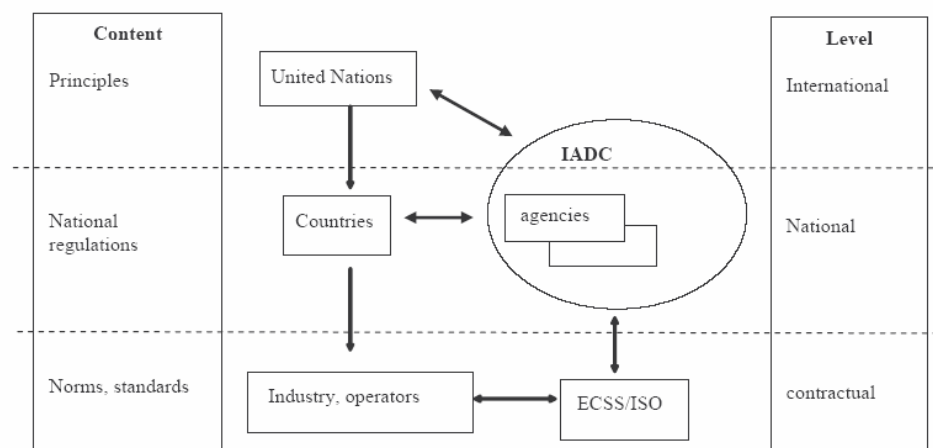 Content
Level
Principles
United Nations
International
IADC
National
regulations
Countries
agencies
National
Norms, standards
Industry, operators
ECSS/ISO
contractual